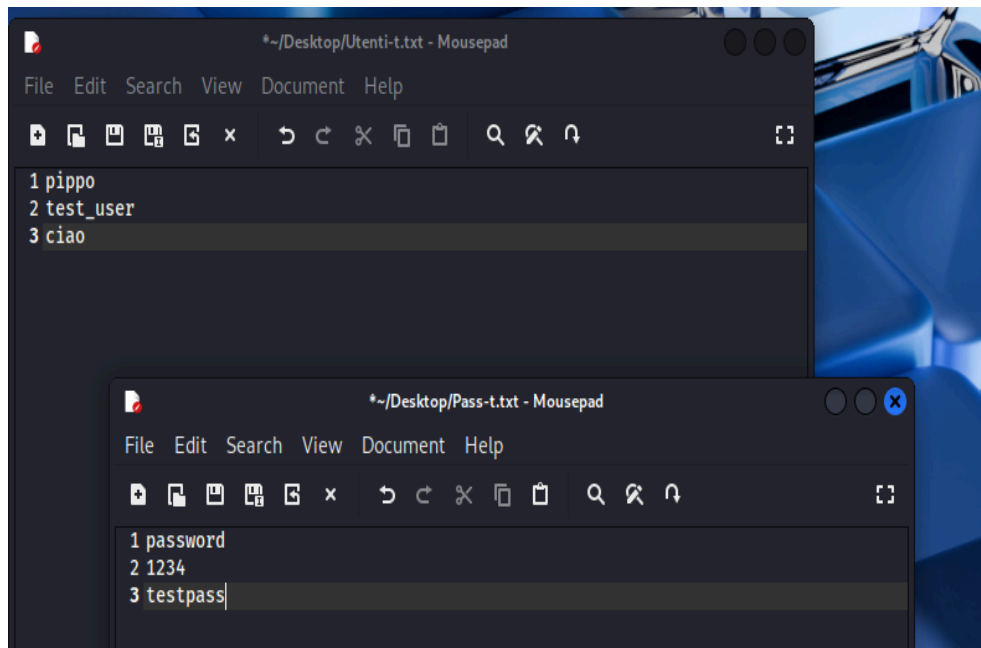 *~/Desktop/Utenti-t.txt - Mousepad
File Edit Search View Document Help
1 pippo
2 test_user
3 ciao
*~/Desktop/Pass-t.txt - Mousepad
File Edit Search View Document Help
1 password
2 1234
3 testpass